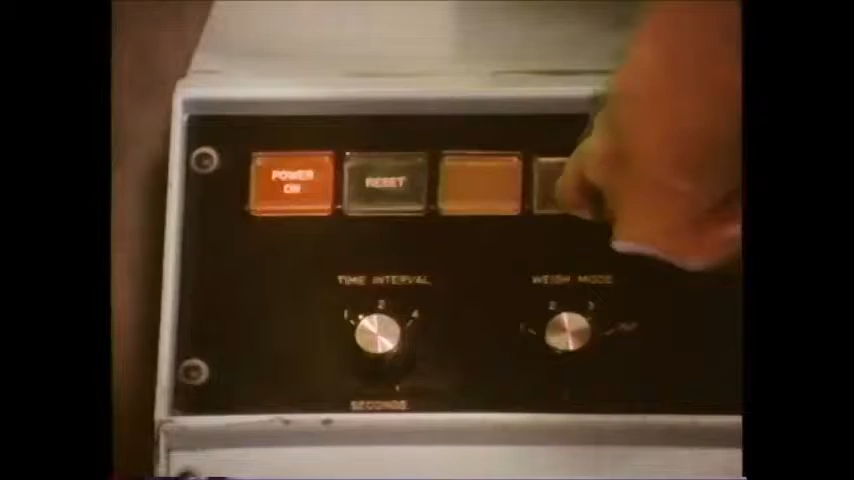 POWER
ON
RESET
TIME INTERVAL
WEIGH MODE
1 2 4
2 3
SECONDS